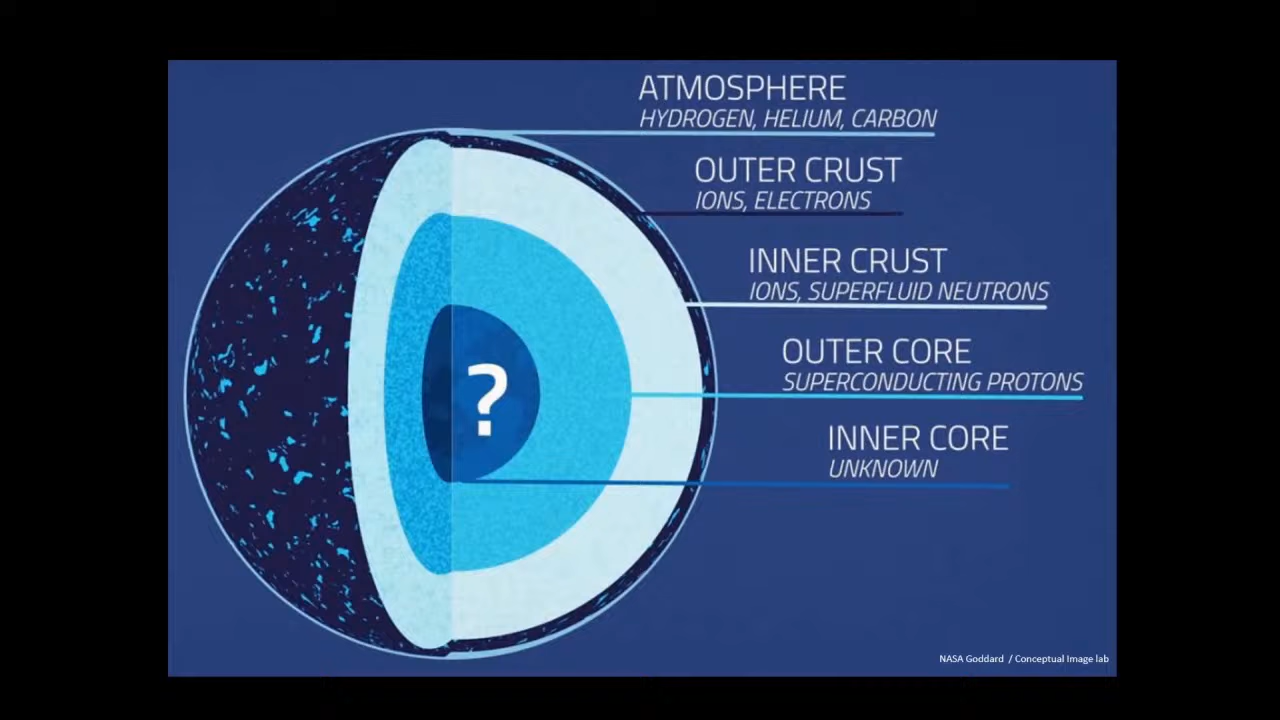 ATMOSPHERE
HYDROGEN, HELIUM, CARBON
OUTER CRUST
IONS, ELECTRONS
INNER CRUST
IONS, SUPERFLUID NEUTRONS
OUTER CORE
SUPERCONDUCTING PROTONS
?
INNER CORE
UNKNOWN
NASA Goddard / Conceptual Image lab